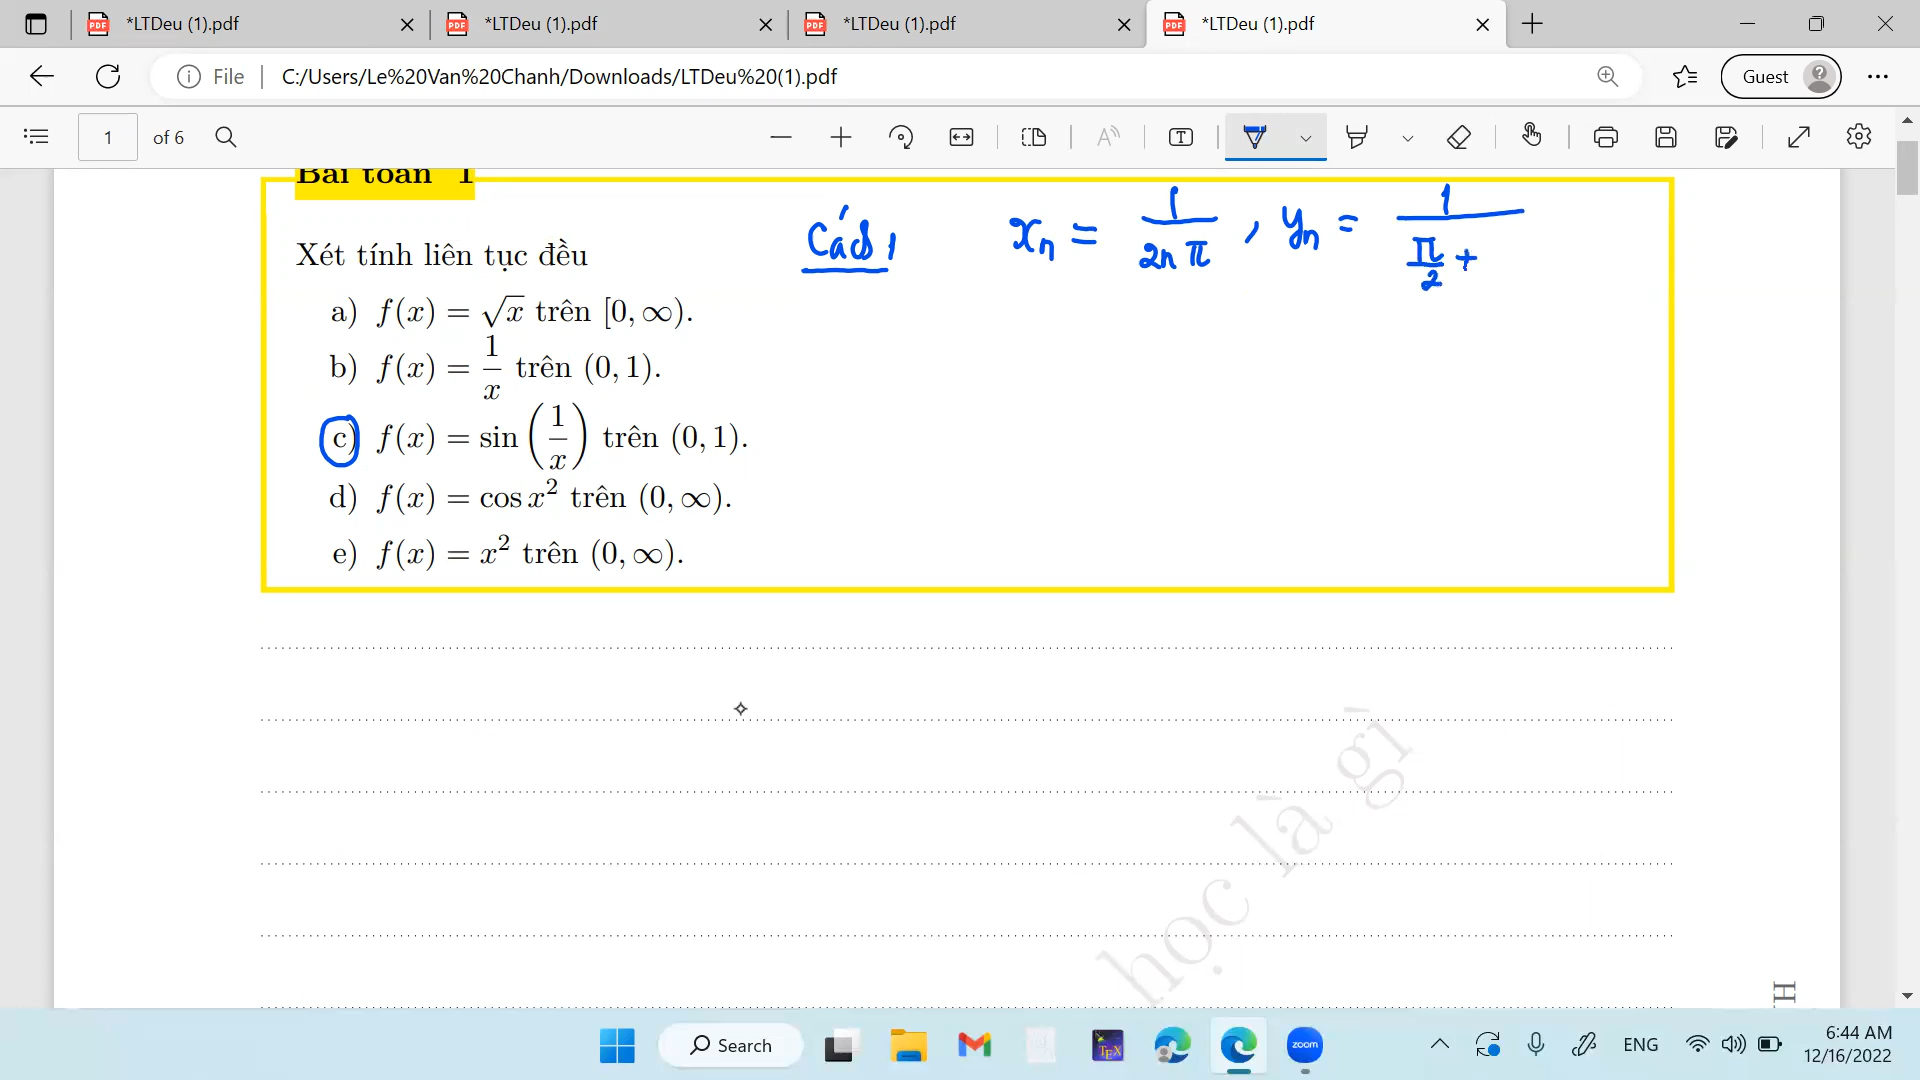 *LTDeu (1).pdf
*LTDeu (1).pdf
*LTDeu (1).pdf
*LTDeu (1).pdf
File
C:/Users/Le%20Van%20Chanh/Downloads/LTDeu%20(1).pdf
Guest
1 of 6
Bài toán 1
Cách 1 xₙ = 1/(2nπ) , yₙ = 1/(π/2 +
Xét tính liên tục đều
a) f(x) = √x trên [0, ∞).
b) f(x) = 1/x trên (0, 1).
c) f(x) = sin(1/x) trên (0, 1).
d) f(x) = cos x² trên (0, ∞).
e) f(x) = x² trên (0, ∞).
học là gì
H
Search
TEX
zoom
ENG
6:44 AM
12/16/2022